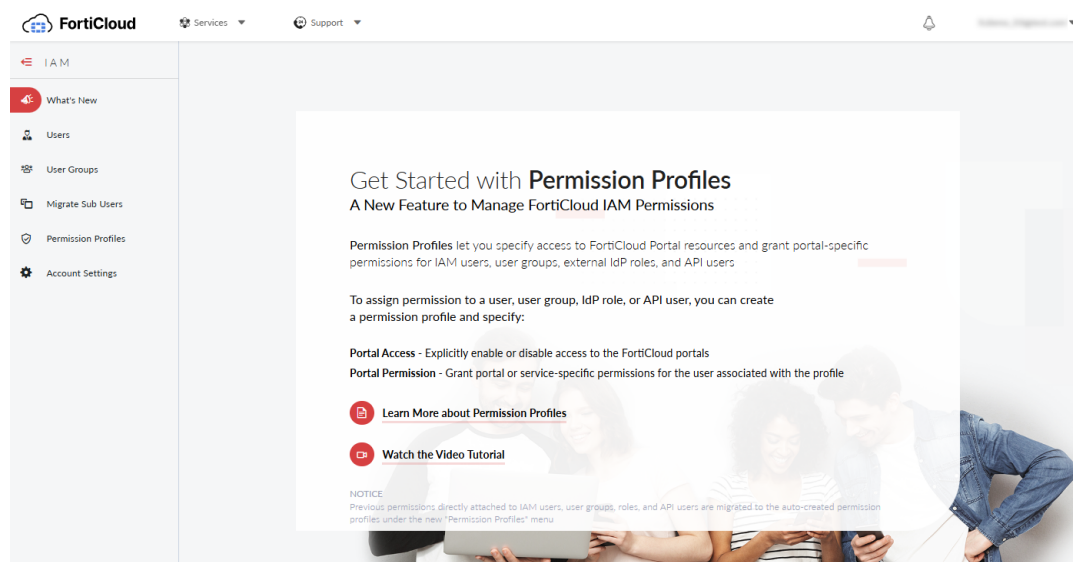 FortiCloud
Services
Support
IAM
What's New
Users
User Groups
Migrate Sub Users
Permission Profiles
Account Settings
Get Started with Permission Profiles
A New Feature to Manage FortiCloud IAM Permissions
Permission Profiles let you specify access to FortiCloud Portal resources and grant portal-specific
permissions for IAM users, user groups, external IdP roles, and API users
To assign permission to a user, user group, IdP role, or API user, you can create
a permission profile and specify:
Portal Access - Explicitly enable or disable access to the FortiCloud portals
Portal Permission - Grant portal or service-specific permissions for the user associated with the profile
Learn More about Permission Profiles
Watch the Video Tutorial
NOTICE
Previous permissions directly attached to IAM users, user groups, roles, and API users are migrated to the auto-created permission
profiles under the new "Permission Profiles" menu